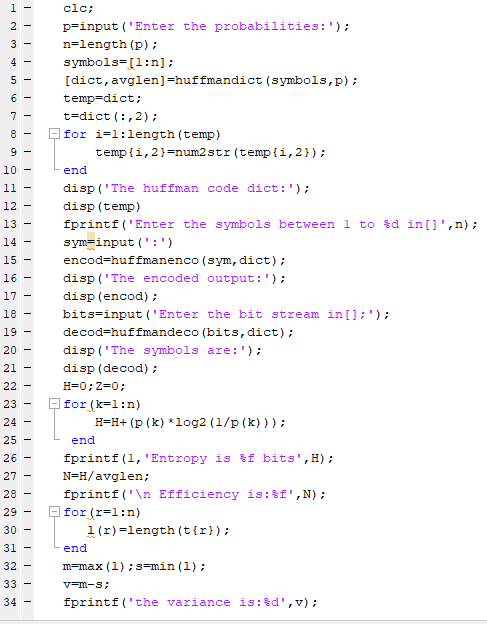 1 clc;
2 p=input('Enter the probabilities:');
3 n=length(p);
4 symbols=[1:n];
5 [dict,avglen]=huffmandict(symbols,p);
6 temp=dict;
7 t=dict(:,2);
8 for i=1:length(temp)
9 temp{i,2}=num2str(temp{i,2});
10 end
11 disp('The huffman code dict:');
12 disp(temp)
13 fprintf('Enter the symbols between 1 to %d in[]',n);
14 sym=input(':')
15 encod=huffmanenco(sym,dict);
16 disp('The encoded output:');
17 disp(encod);
18 bits=input('Enter the bit stream in[];');
19 decod=huffmandeco(bits,dict);
20 disp('The symbols are:');
21 disp(decod);
22 H=0;Z=0;
23 for(k=1:n)
24 H=H+(p(k)*log2(1/p(k)));
25 end
26 fprintf(1,'Entropy is %f bits',H);
27 N=H/avglen;
28 fprintf('\n Efficiency is:%f',N);
29 for(r=1:n)
30 l(r)=length(t{r});
31 end
32 m=max(l);s=min(l);
33 v=m-s;
34 fprintf('the variance is:%d',v);